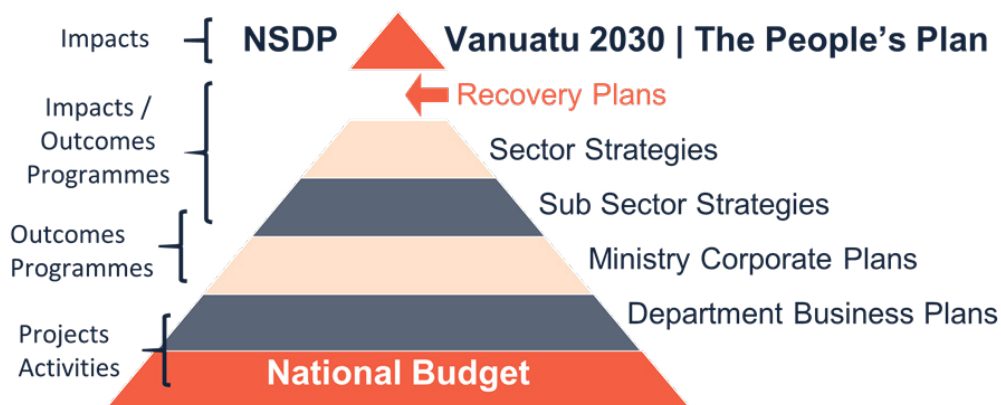 Impacts
NSDP
Vanuatu 2030 | The People’s Plan
Recovery Plans
Impacts /
Outcomes
Programmes
Sector Strategies
Sub Sector Strategies
Outcomes
Programmes
Ministry Corporate Plans
Department Business Plans
Projects
Activities
National Budget